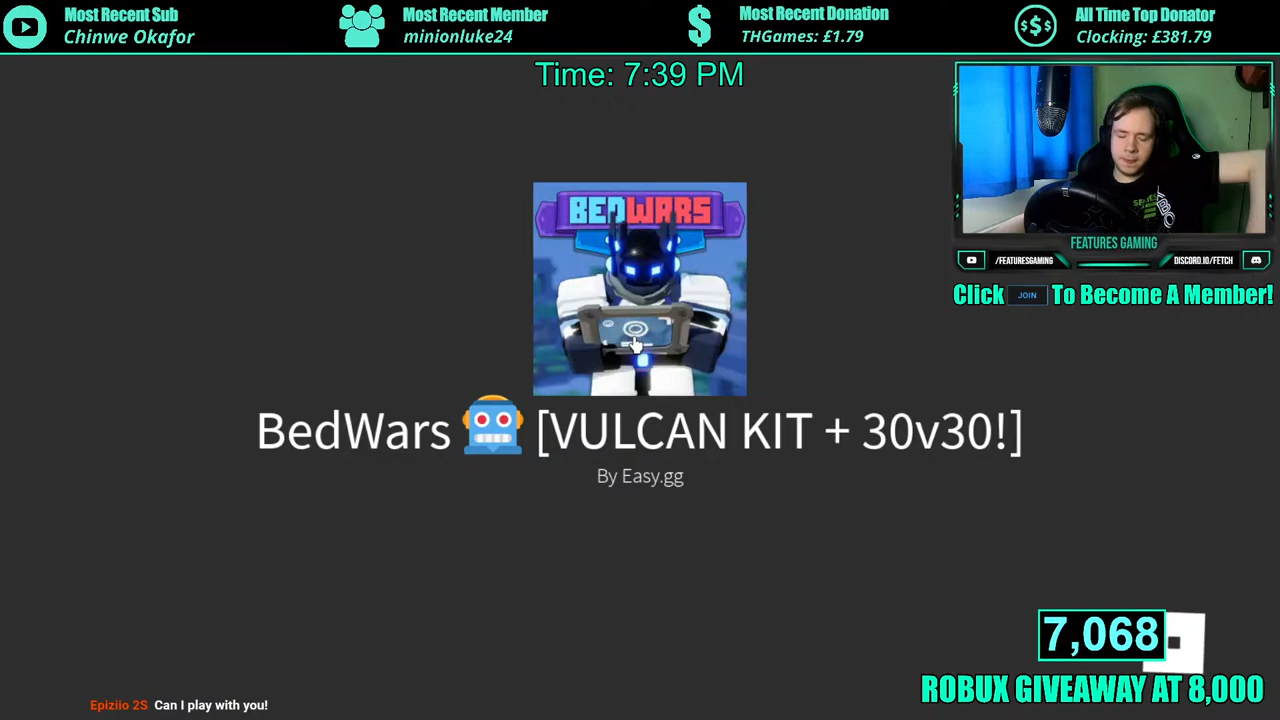 Most Recent Sub
Chinwe Okafor
Most Recent Member
minionluke24
Most Recent Donation
THGames: £1.79
All Time Top Donator
Clocking: £381.79
Time: 7:39 PM
BEDWARS
FEATURES GAMING
/FEATURESGAMING
DISCORD.IO/FETCH
Click JOIN To Become A Member!
BedWars 🤖 [VULCAN KIT + 30v30!]
By Easy.gg
7,068
ROBUX GIVEAWAY AT 8,000
Epiziio 2S Can I play with you!